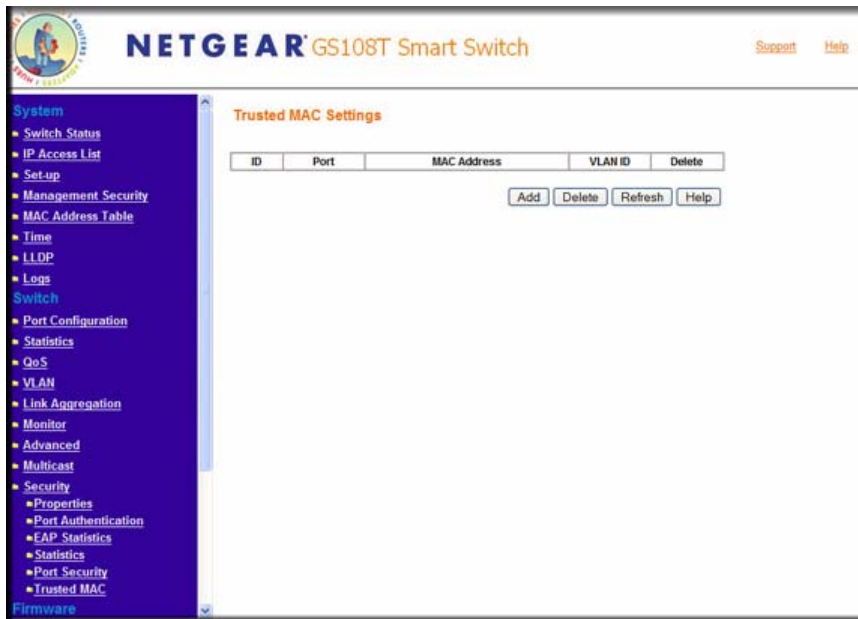 NETGEAR GS108T Smart Switch
Support Help
System
Switch Status
IP Access List
Set-up
Management Security
MAC Address Table
Time
LLDP
Logs
Switch
Port Configuration
Statistics
QoS
VLAN
Link Aggregation
Monitor
Advanced
Multicast
Security
Properties
Port Authentication
EAP Statistics
Statistics
Port Security
Trusted MAC
Firmware
Trusted MAC Settings
ID Port MAC Address VLAN ID Delete
Add Delete Refresh Help